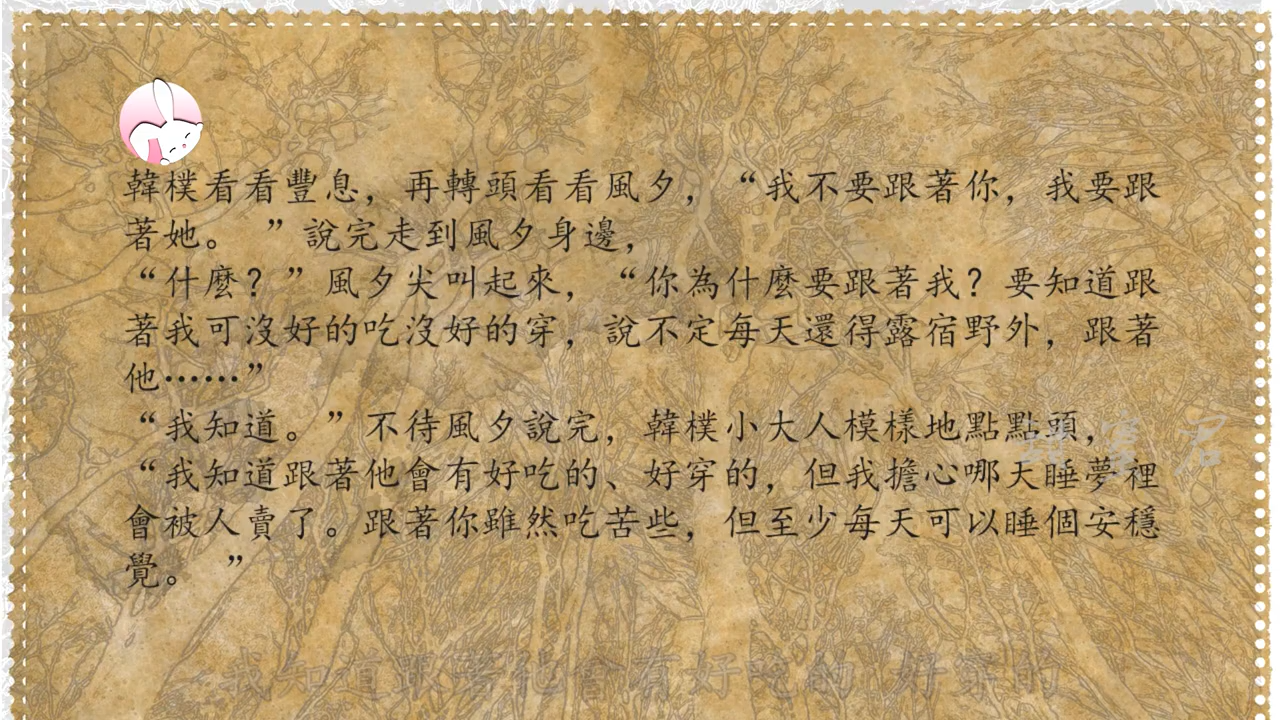 韓樸看看豐息，再轉頭看看風夕，“我不要跟著你，我要跟
著她。”說完走到風夕身邊，
“什麼？”風夕尖叫起來，“你為什麼要跟著我？要知道跟
著我可沒好的吃沒好的穿，說不定每天還得露宿野外，跟著
他……”
“我知道。”不待風夕說完，韓樸小大人模樣地點點頭，
“我知道跟著他會有好吃的、好穿的，但我擔心哪天睡夢裡
會被人賣了。跟著你雖然吃苦些，但至少每天可以睡個安穩
覺。”
我知道跟著他會有好吃的 好穿的